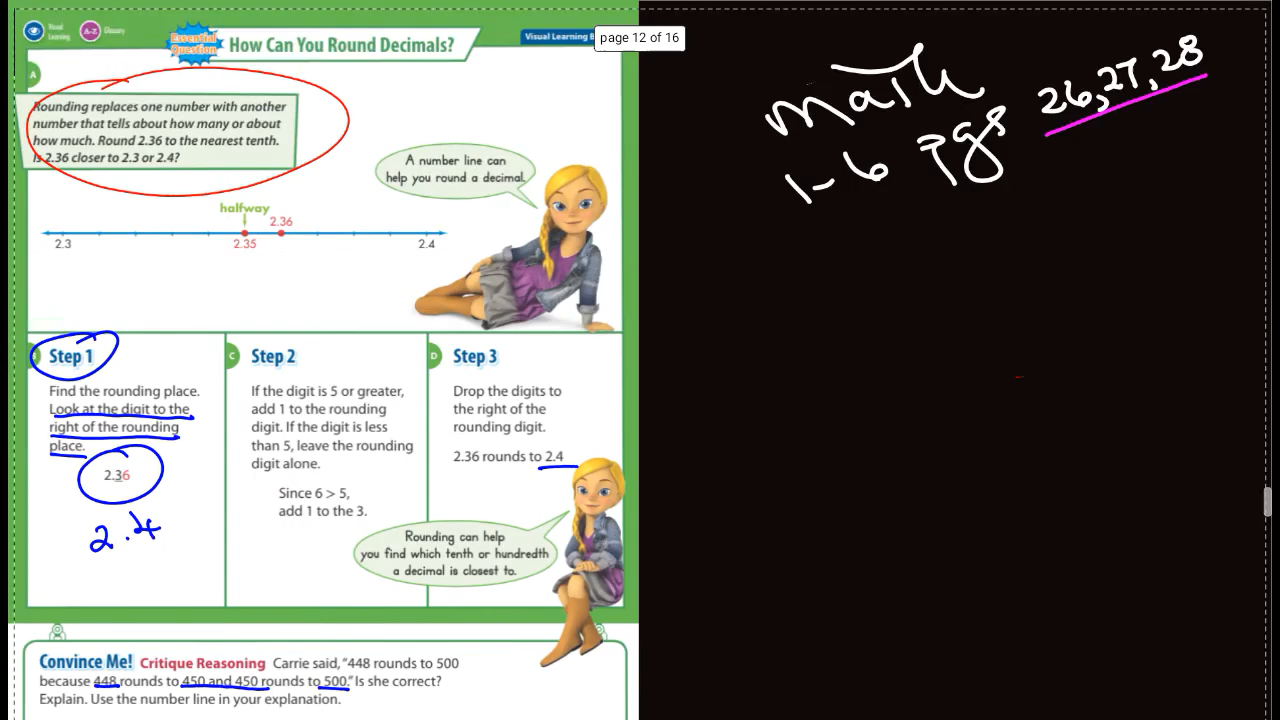 Visual
Learning
A-Z
Glossary
Essential
Question
How Can You Round Decimals?
page 12 of 16
A
Rounding replaces one number with another
number that tells about how many or about
how much. Round 2.36 to the nearest tenth.
Is 2.36 closer to 2.3 or 2.4?
A number line can
help you round a decimal.
halfway
2.36
2.3
2.35
2.4
Step 1
Find the rounding place.
Look at the digit to the
right of the rounding
place.
2.36
2.4
C
Step 2
If the digit is 5 or greater,
add 1 to the rounding
digit. If the digit is less
than 5, leave the rounding
digit alone.
Since 6 > 5,
add 1 to the 3.
D
Step 3
Drop the digits to
the right of the
rounding digit.
2.36 rounds to 2.4
Rounding can help
you find which tenth or hundredth
a decimal is closest to.
Convince Me! Critique Reasoning Carrie said, "448 rounds to 500
because 448 rounds to 450 and 450 rounds to 500." Is she correct?
Explain. Use the number line in your explanation.
math
1-6 pgs 26,27,28
Visual Learning